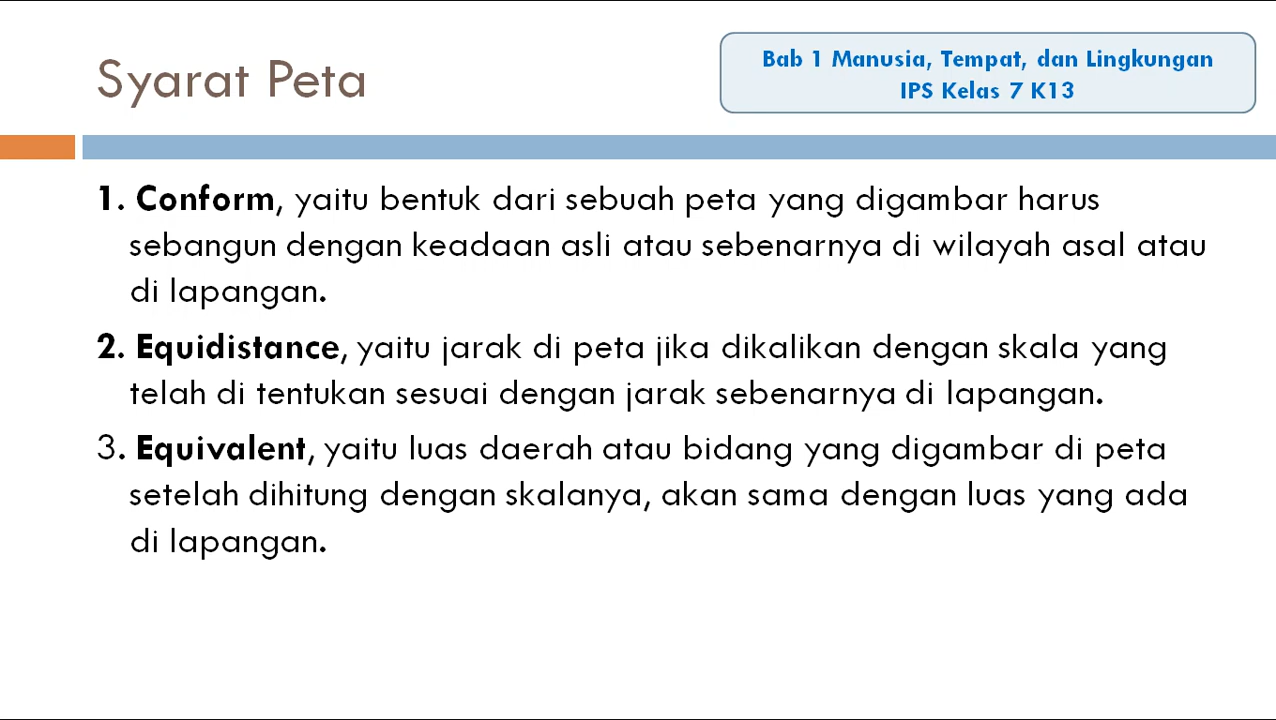 Syarat Peta
Bab 1 Manusia, Tempat, dan Lingkungan
IPS Kelas 7 K13
1. Conform, yaitu bentuk dari sebuah peta yang digambar harus
sebangun dengan keadaan asli atau sebenarnya di wilayah asal atau
di lapangan.
2. Equidistance, yaitu jarak di peta jika dikalikan dengan skala yang
telah di tentukan sesuai dengan jarak sebenarnya di lapangan.
3. Equivalent, yaitu luas daerah atau bidang yang digambar di peta
setelah dihitung dengan skalanya, akan sama dengan luas yang ada
di lapangan.